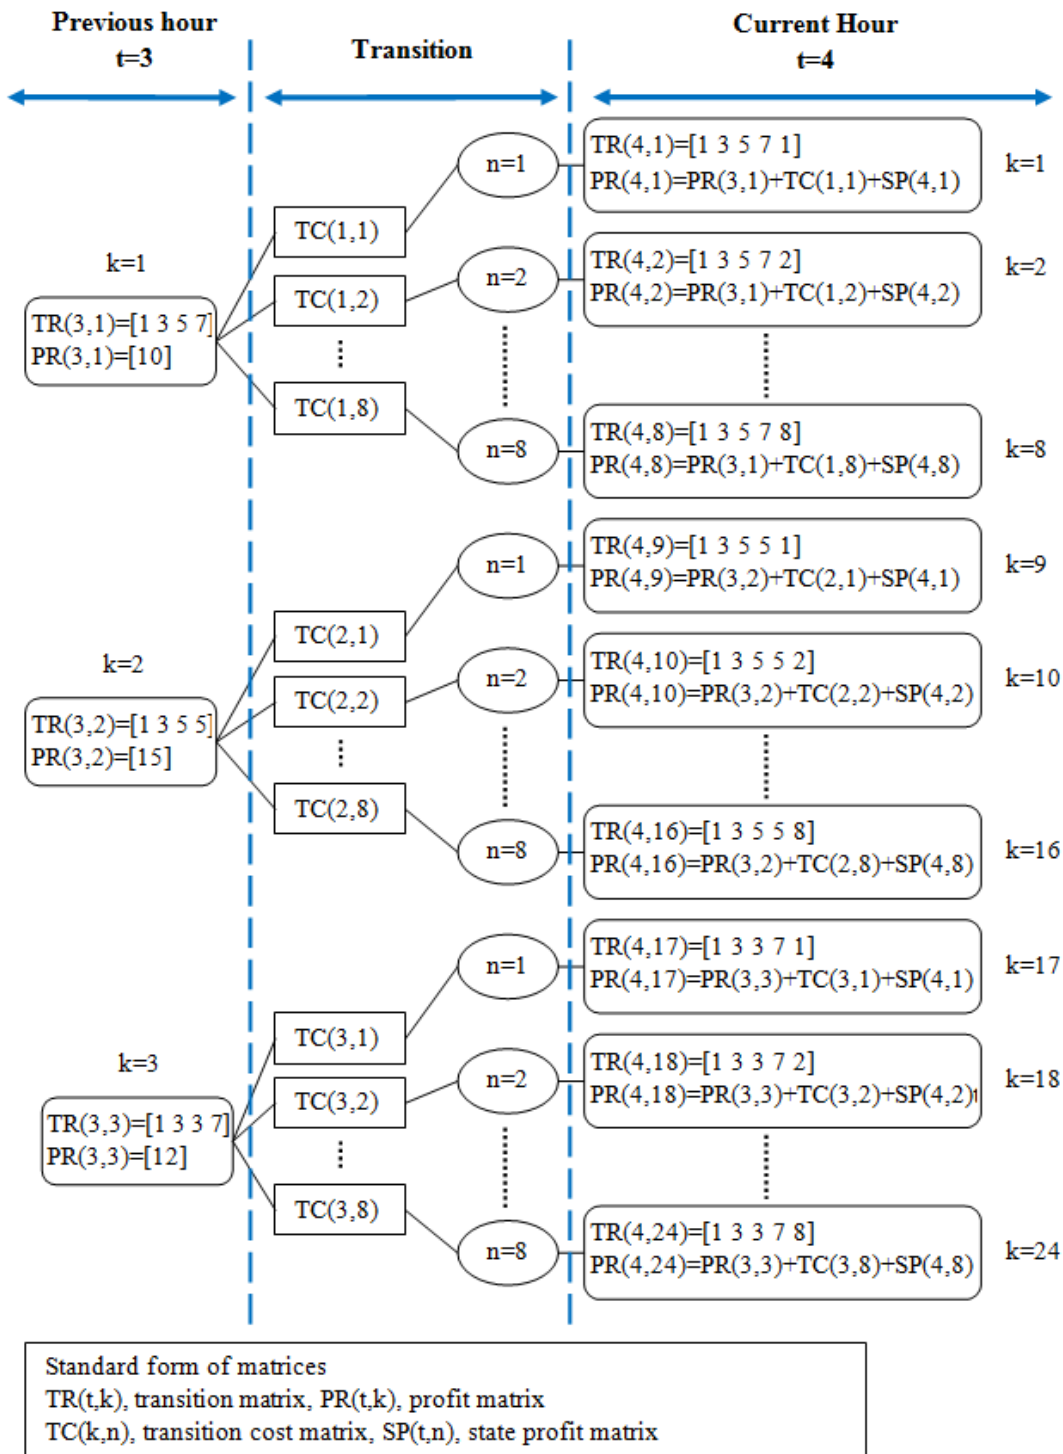 Previous hour
t=3
Transition
Current Hour
t=4
k=1
TR(3,1)=[1 3 5 7]
PR(3,1)=[10]
TC(1,1)
TC(1,2)
TC(1,8)
n=1
n=2
n=8
TR(4,1)=[1 3 5 7 1]
PR(4,1)=PR(3,1)+TC(1,1)+SP(4,1)
k=1
TR(4,2)=[1 3 5 7 2]
PR(4,2)=PR(3,1)+TC(1,2)+SP(4,2)
k=2
TR(4,8)=[1 3 5 7 8]
PR(4,8)=PR(3,1)+TC(1,8)+SP(4,8)
k=8
k=2
TR(3,2)=[1 3 5 5]
PR(3,2)=[15]
TC(2,1)
TC(2,2)
TC(2,8)
n=1
n=2
n=8
TR(4,9)=[1 3 5 5 1]
PR(4,9)=PR(3,2)+TC(2,1)+SP(4,1)
k=9
TR(4,10)=[1 3 5 5 2]
PR(4,10)=PR(3,2)+TC(2,2)+SP(4,2)
k=10
TR(4,16)=[1 3 5 5 8]
PR(4,16)=PR(3,2)+TC(2,8)+SP(4,8)
k=16
k=3
TR(3,3)=[1 3 3 7]
PR(3,3)=[12]
TC(3,1)
TC(3,2)
TC(3,8)
n=1
n=2
n=8
TR(4,17)=[1 3 3 7 1]
PR(4,17)=PR(3,3)+TC(3,1)+SP(4,1)
k=17
TR(4,18)=[1 3 3 7 2]
PR(4,18)=PR(3,3)+TC(3,2)+SP(4,2)t
k=18
TR(4,24)=[1 3 3 7 8]
PR(4,24)=PR(3,3)+TC(3,8)+SP(4,8)
k=24
Standard form of matrices
TR(t,k), transition matrix, PR(t,k), profit matrix
TC(k,n), transition cost matrix, SP(t,n), state profit matrix